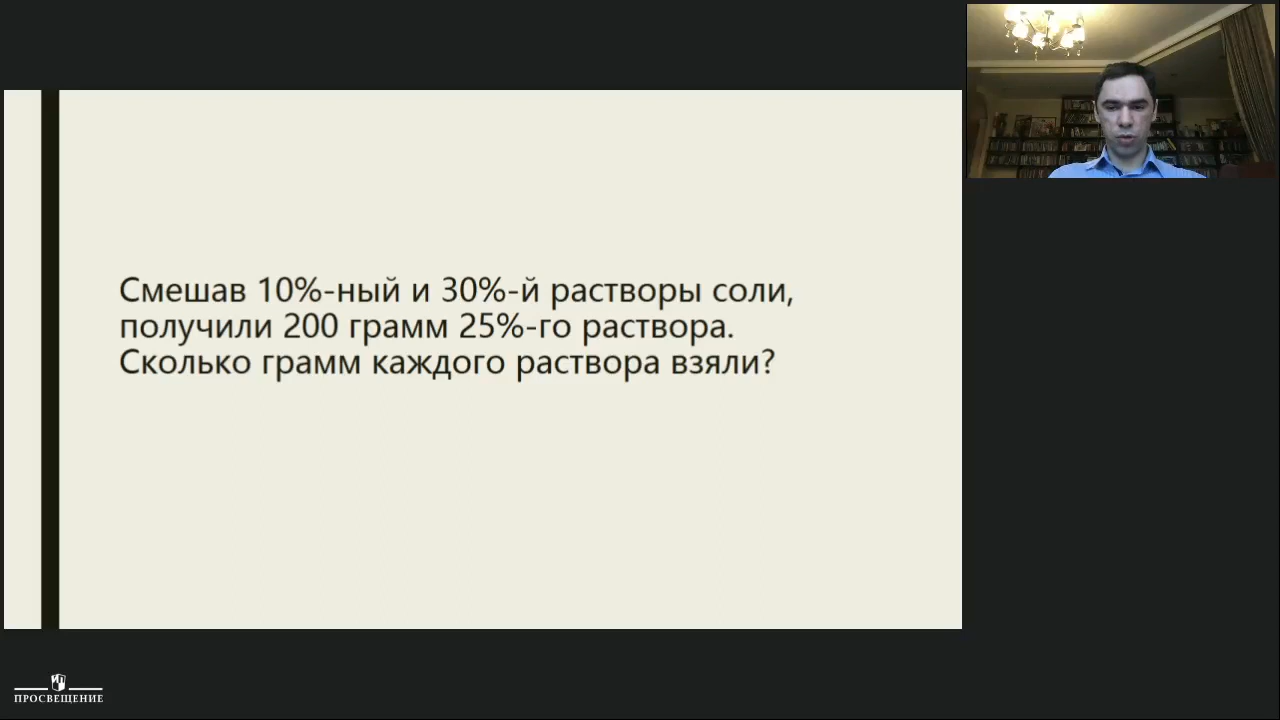 Смешав 10%-ный и 30%-й растворы соли,
получили 200 грамм 25%-го раствора.
Сколько грамм каждого раствора взяли?
ПРОСВЕЩЕНИЕ